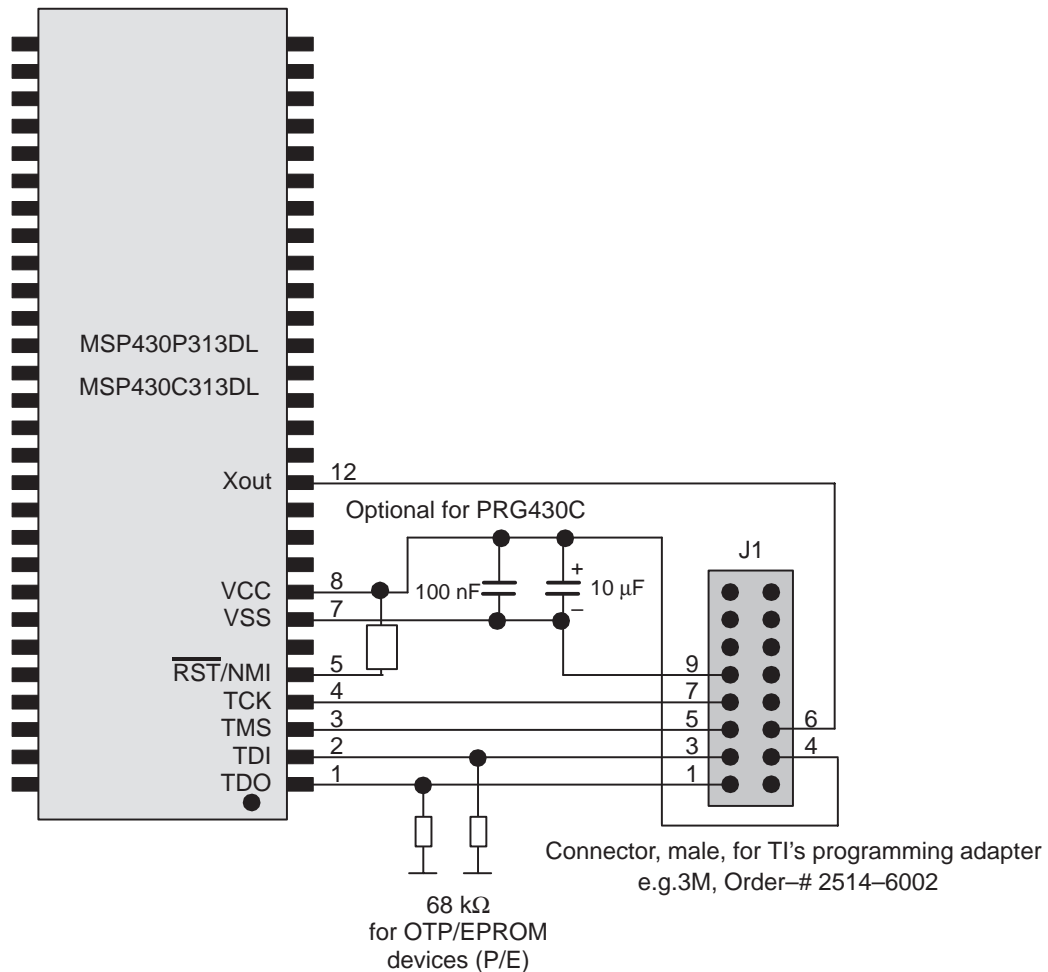 MSP430P313DL
MSP430C313DL
Xout
12
Optional for PRG430C
J1
VCC
8
100 nF
+
10 μF
–
VSS
7
RST/NMI
5
9
TCK
4
7
TMS
3
5
6
TDI
2
3
4
TDO
1
1
Connector, male, for TI's programming adapter
e.g.3M, Order–# 2514–6002
68 kΩ
for OTP/EPROM
devices (P/E)